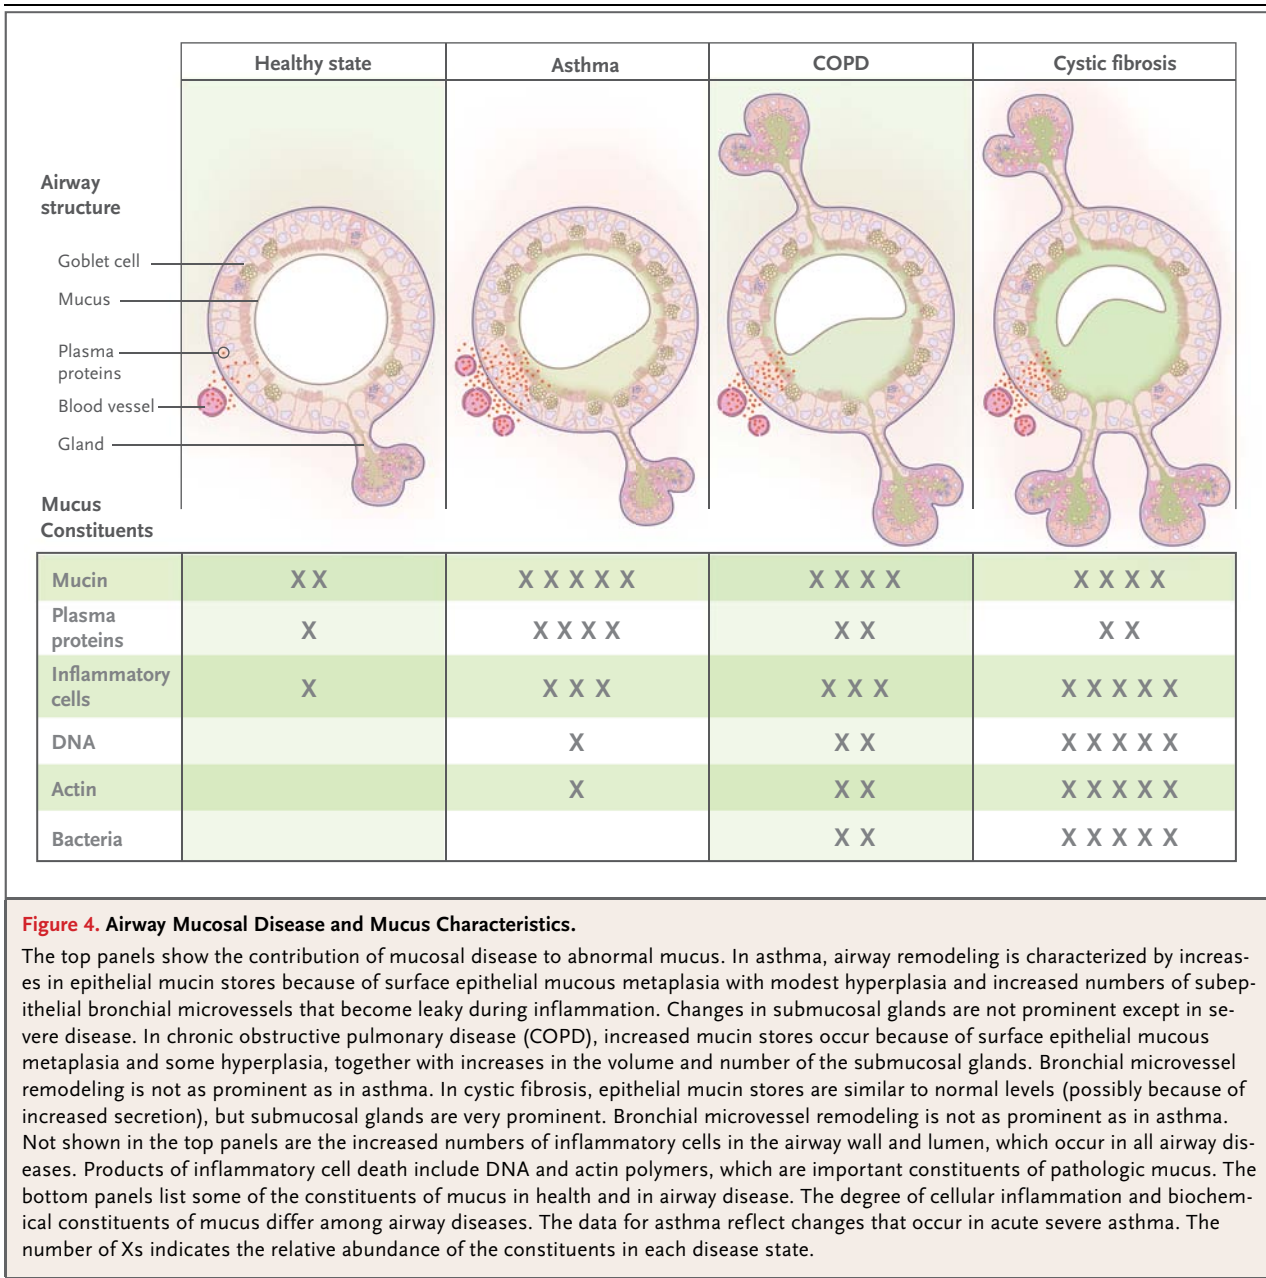 Healthy state Asthma COPD Cystic fibrosis
Airway
structure
Goblet cell
Mucus
Plasma
proteins
Blood vessel
Gland
Mucus
Constituents
Mucin X X X X X X X X X X X X X X X
Plasma
proteins X X X X X X X X X
Inflammatory
cells X X X X X X X X X X X X
DNA X X X X X X X X
Actin X X X X X X X X
Bacteria X X X X X X X
Figure 4. Airway Mucosal Disease and Mucus Characteristics.
The top panels show the contribution of mucosal disease to abnormal mucus. In asthma, airway remodeling is characterized by increas-
es in epithelial mucin stores because of surface epithelial mucous metaplasia with modest hyperplasia and increased numbers of subep-
ithelial bronchial microvessels that become leaky during inflammation. Changes in submucosal glands are not prominent except in se-
vere disease. In chronic obstructive pulmonary disease (COPD), increased mucin stores occur because of surface epithelial mucous
metaplasia and some hyperplasia, together with increases in the volume and number of the submucosal glands. Bronchial microvessel
remodeling is not as prominent as in asthma. In cystic fibrosis, epithelial mucin stores are similar to normal levels (possibly because of
increased secretion), but submucosal glands are very prominent. Bronchial microvessel remodeling is not as prominent as in asthma.
Not shown in the top panels are the increased numbers of inflammatory cells in the airway wall and lumen, which occur in all airway dis-
eases. Products of inflammatory cell death include DNA and actin polymers, which are important constituents of pathologic mucus. The
bottom panels list some of the constituents of mucus in health and in airway disease. The degree of cellular inflammation and biochem-
ical constituents of mucus differ among airway diseases. The data for asthma reflect changes that occur in acute severe asthma. The
number of Xs indicates the relative abundance of the constituents in each disease state.